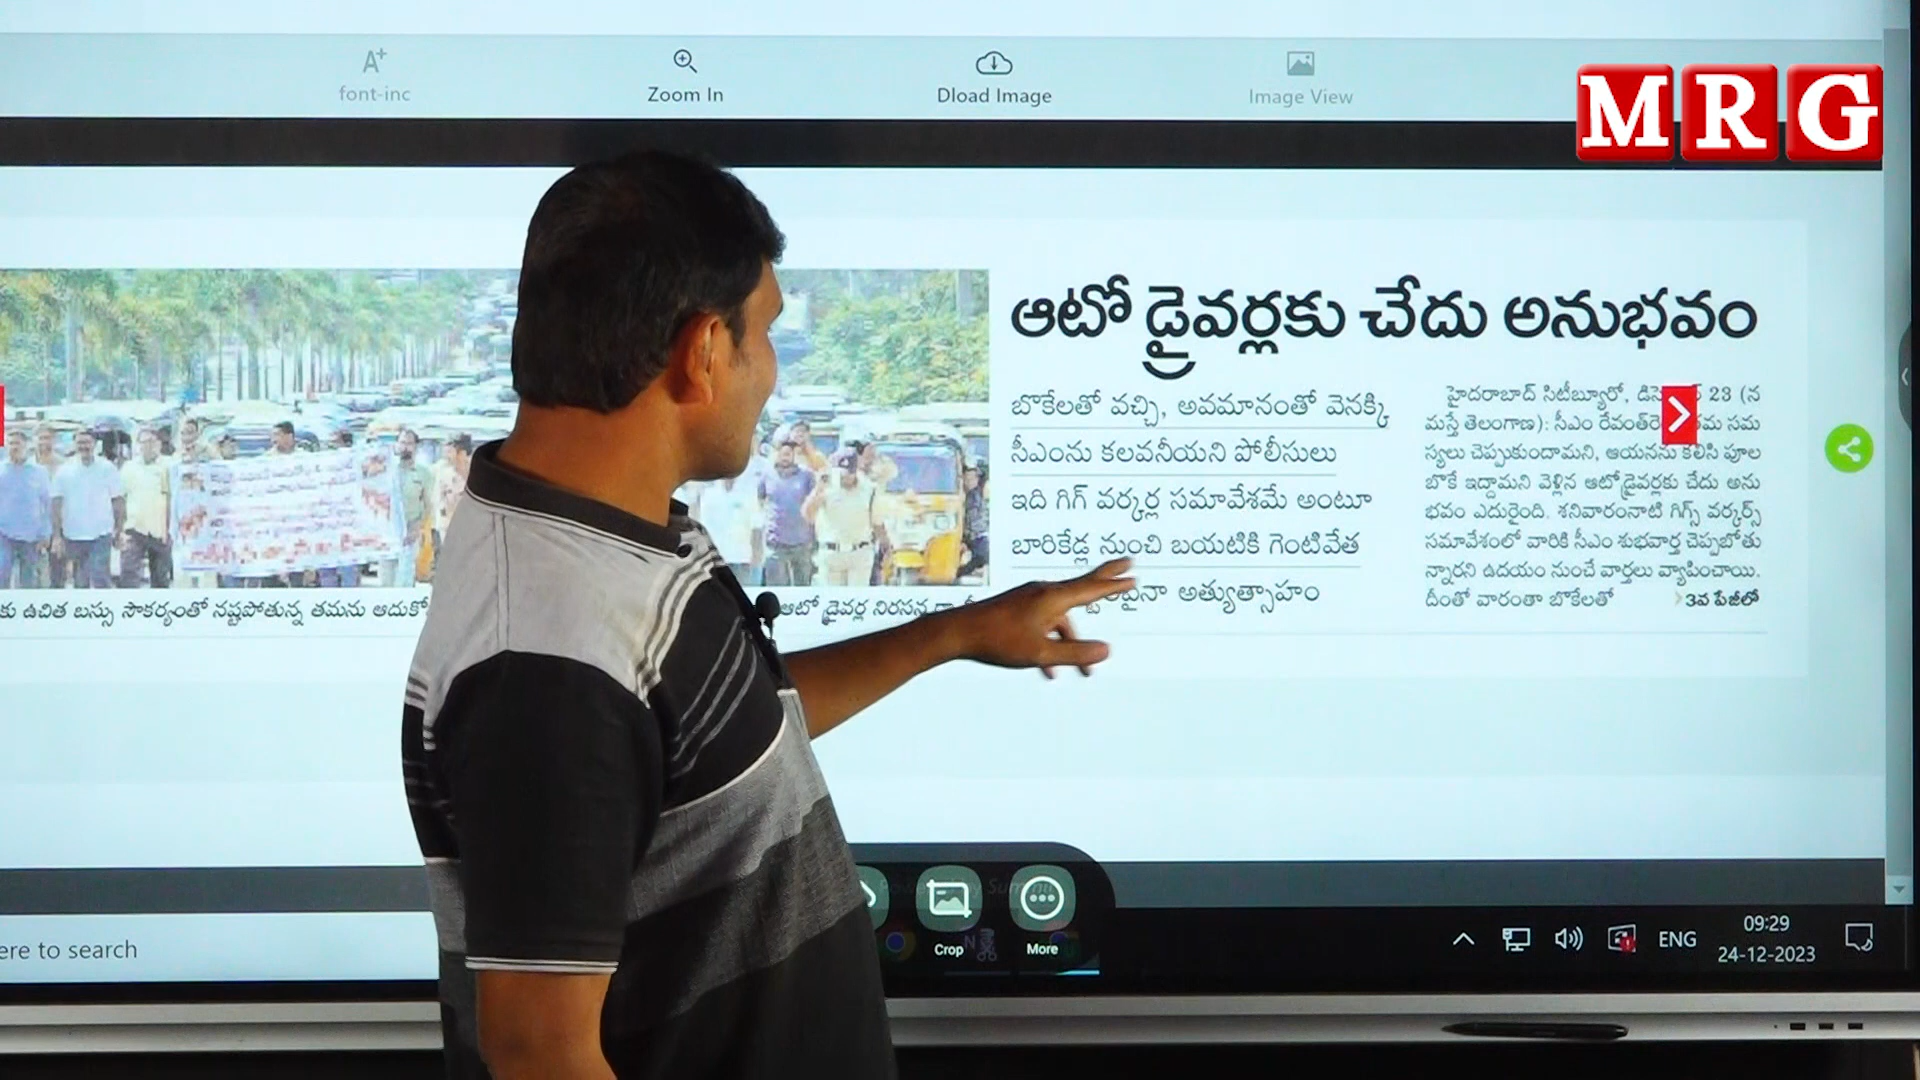 font-inc
Zoom In
Dload Image
Image View
MRG
ఆటో డ్రైవర్లకు చేదు అనుభవం
బొకేలతో వచ్చి, అవమానంతో వెనక్కి
సీఎంను కలవనీయని పోలీసులు
ఇది గిగ్ వర్కర్ల సమావేశమే అంటూ
బారికేడ్ల నుంచి బయటికి గెంటివేత
అత్యుత్సాహం
హైదరాబాద్ సిటీబ్యూరో, 23 (న
మస్తే తెలంగాణ): సీఎం సమ
స్యలు చెప్పుకుందామని, ఆయనను కలిసి పూల
బొకే ఇద్దామని వెళ్లిన ఆటోడ్రైవర్లకు చేదు అను
భవం ఎదురైంది. శనివారంనాటి గిగ్స్ వర్కర్స్
సమావేశంలో వారికి సీఎం శుభవార్త చెప్పబోతు
న్నారని ఉదయం నుంచే వార్తలు వ్యాపించాయి.
దీంతో వారంతా బొకేలతో 3వ పేజీలో
కు ఉచిత బస్సు సౌకర్యంతో నష్టపోతున్న తమను ఆటో డ్రైవర్ల నిరసన
Crop
More
ere to search
ENG
09:29
24-12-2023